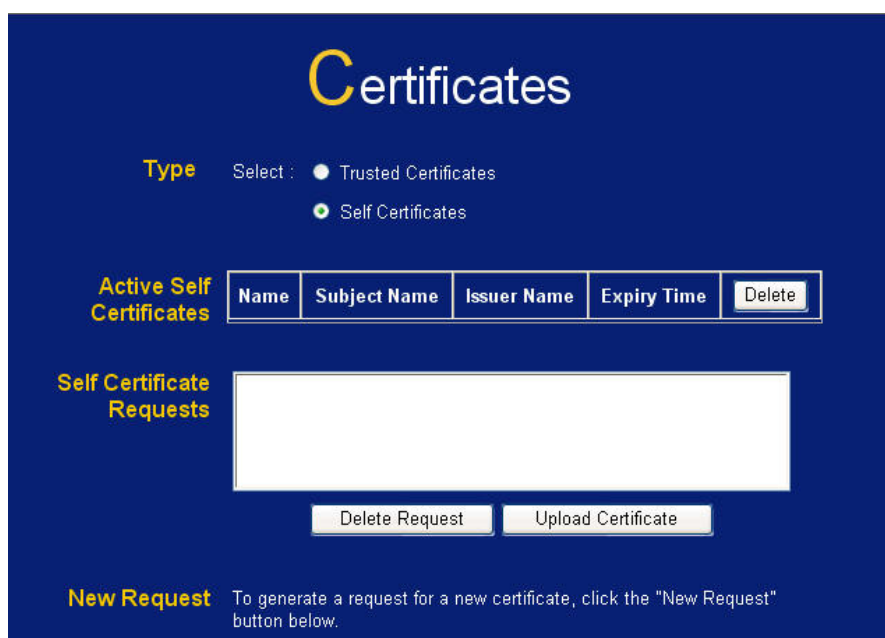 Certificates
Type Select : Trusted Certificates
Self Certificates
Active Self Certificates
Name Subject Name Issuer Name Expiry Time Delete
Self Certificate Requests
Delete Request Upload Certificate
New Request To generate a request for a new certificate, click the "New Request"
button below.